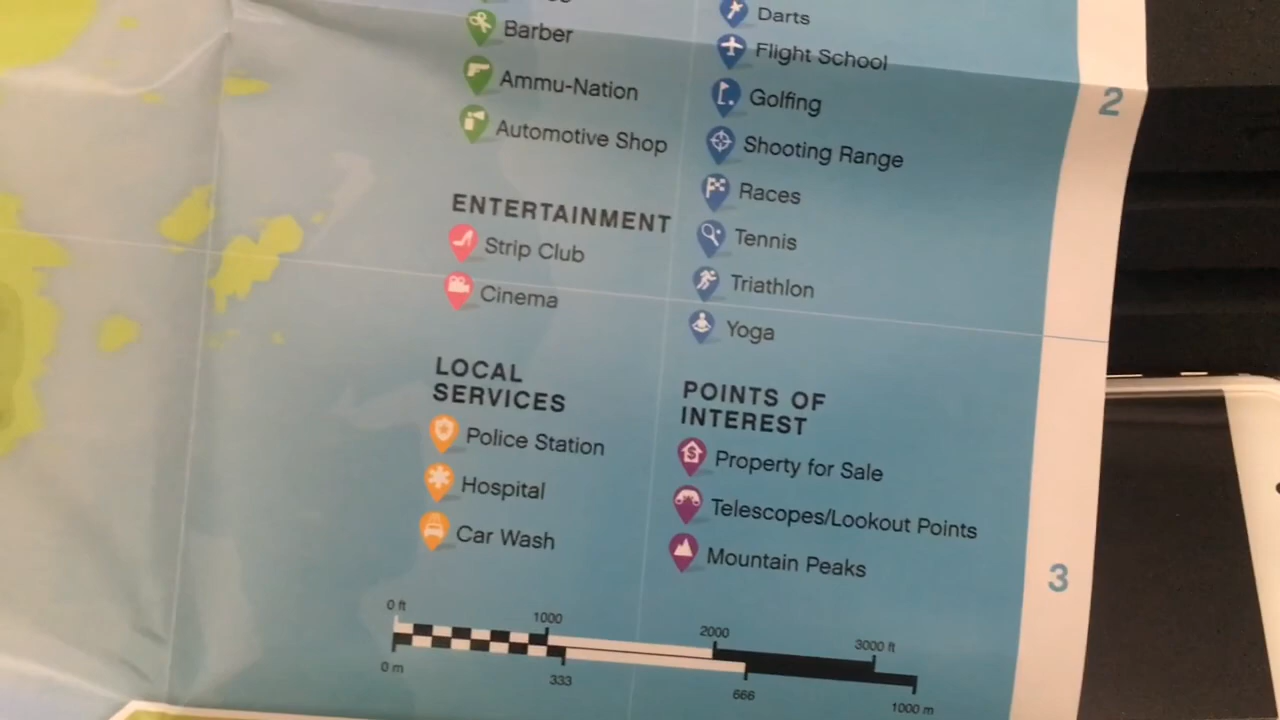 Barber
Ammu-Nation
Automotive Shop
ENTERTAINMENT
Strip Club
Cinema
LOCAL
SERVICES
Police Station
Hospital
Car Wash
Darts
Flight School
Golfing
Shooting Range
Races
Tennis
Triathlon
Yoga
POINTS OF
INTEREST
Property for Sale
Telescopes/Lookout Points
Mountain Peaks
0 ft 1000 2000 3000 ft
0 m 333 666 1000 m
2
3